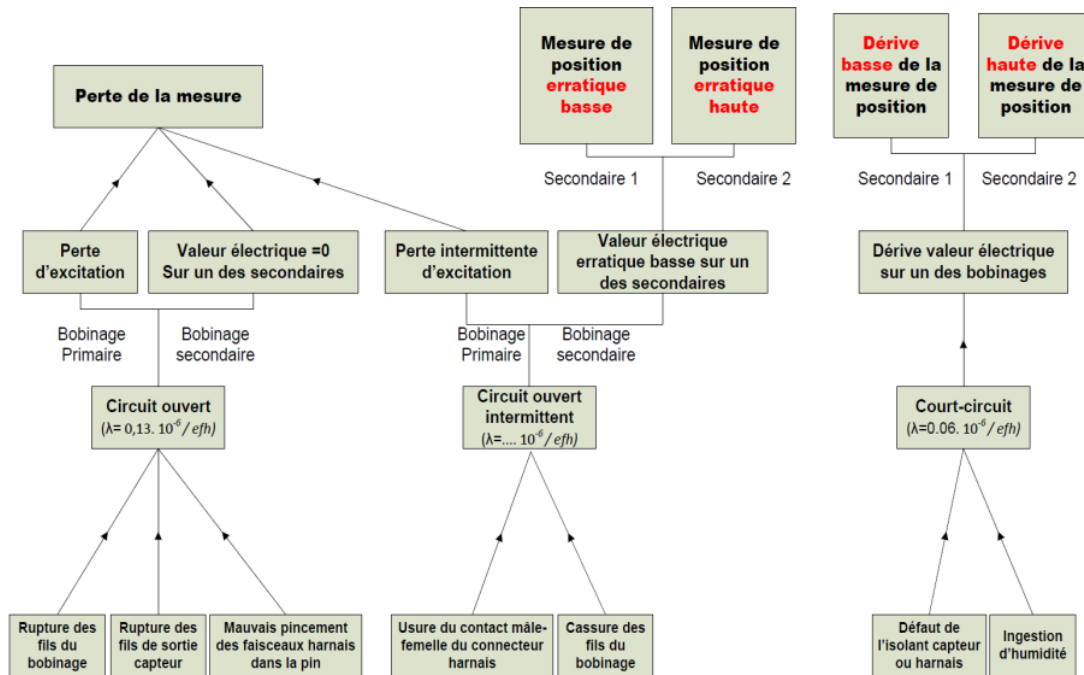 Perte de la mesure
Mesure de
position
erratique
basse
Mesure de
position
erratique
haute
Dérive
basse de la
mesure de
position
Dérive
haute de la
mesure de
position
Secondaire 1
Secondaire 2
Secondaire 1
Secondaire 2
Perte
d'excitation
Valeur électrique =0
Sur un des secondaires
Perte intermittente
d'excitation
Valeur électrique
erratique basse sur un
des secondaires
Dérive valeur électrique
sur un des bobinages
Bobinage
Primaire
Bobinage
secondaire
Bobinage
Primaire
Bobinage
secondaire
Circuit ouvert
(λ= 0,13. 10⁻⁶ / efh)
Circuit ouvert
intermittent
(λ=.... 10⁻⁶ / efh)
Court-circuit
(λ=0.06. 10⁻⁶ / efh)
Rupture des
fils du
bobinage
Rupture des
fils de sortie
capteur
Mauvais pincement
des faisceaux harnais
dans la pin
Usure du contact mâle-
femelle du connecteur
harnais
Cassure des
fils du
bobinage
Défaut de
l'isolant capteur
ou harnais
Ingestion
d'humidité